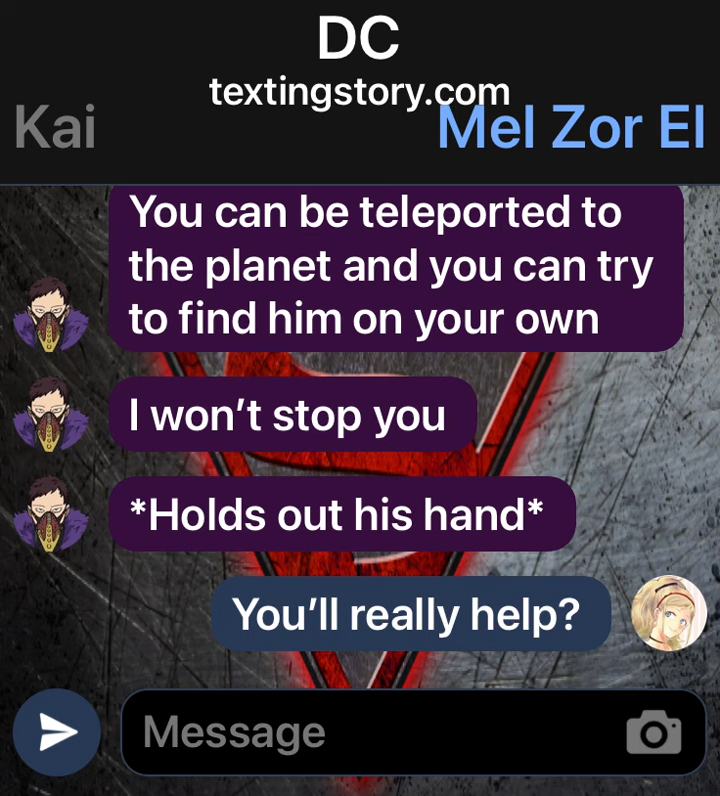 DC
textingstory.com
Kai
Mel Zor El
You can be teleported to
the planet and you can try
to find him on your own
I won’t stop you
*Holds out his hand*
You’ll really help?
Message